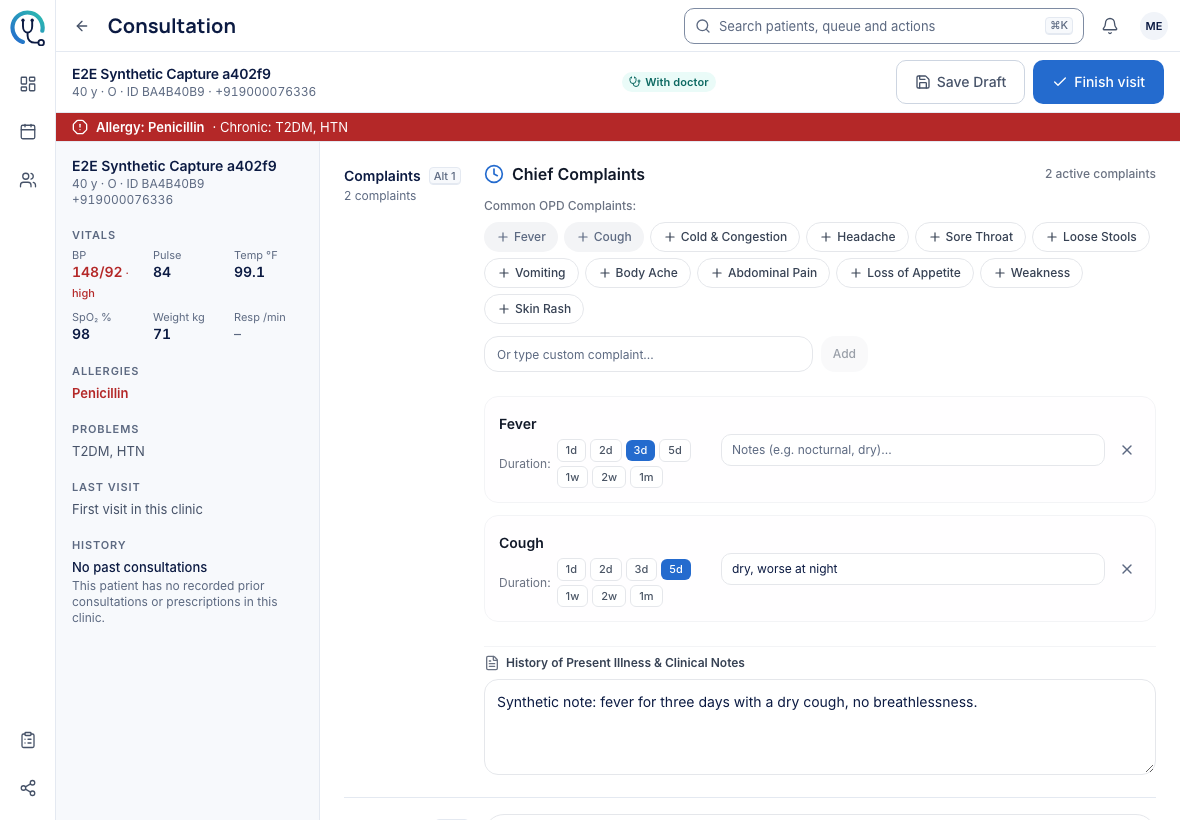 Consultation
Search patients, queue and actions
⌘K
ME
E2E Synthetic Capture a402f9
40 y · O · ID BA4B40B9 · +919000076336
With doctor
Save Draft
Finish visit
Allergy: Penicillin · Chronic: T2DM, HTN
E2E Synthetic Capture a402f9
40 y · O · ID BA4B40B9
+919000076336
VITALS
BP Pulse Temp °F
148/92 · 84 99.1
high
SpO₂ % Weight kg Resp /min
98 71 –
ALLERGIES
Penicillin
PROBLEMS
T2DM, HTN
LAST VISIT
First visit in this clinic
HISTORY
No past consultations
This patient has no recorded prior
consultations or prescriptions in this
clinic.
Complaints Alt 1
2 complaints
Chief Complaints
2 active complaints
Common OPD Complaints:
+ Fever + Cough + Cold & Congestion + Headache + Sore Throat + Loose Stools
+ Vomiting + Body Ache + Abdominal Pain + Loss of Appetite + Weakness
+ Skin Rash
Or type custom complaint...
Add
Fever
Duration: 1d 2d 3d 5d
1w 2w 1m
Notes (e.g. nocturnal, dry)...
Cough
Duration: 1d 2d 3d 5d
1w 2w 1m
dry, worse at night
History of Present Illness & Clinical Notes
Synthetic note: fever for three days with a dry cough, no breathlessness.